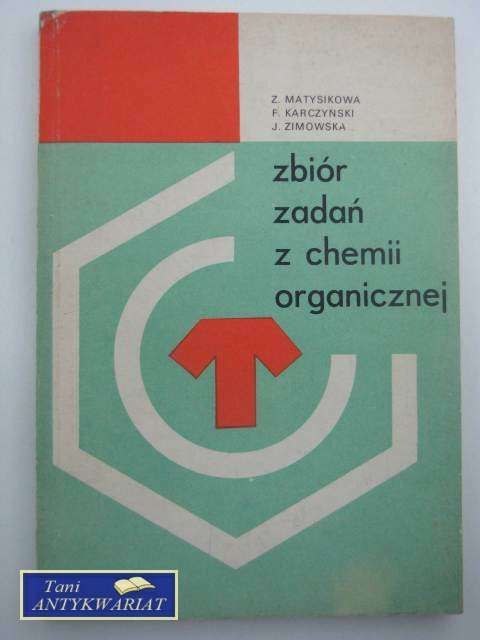 Z. MATYSIKOWA
F. KARCZYŃSKI
J. ZIMOWSKA
zbiór
zadań
z chemii
organicznej
Tani
ANTYKWARIAT